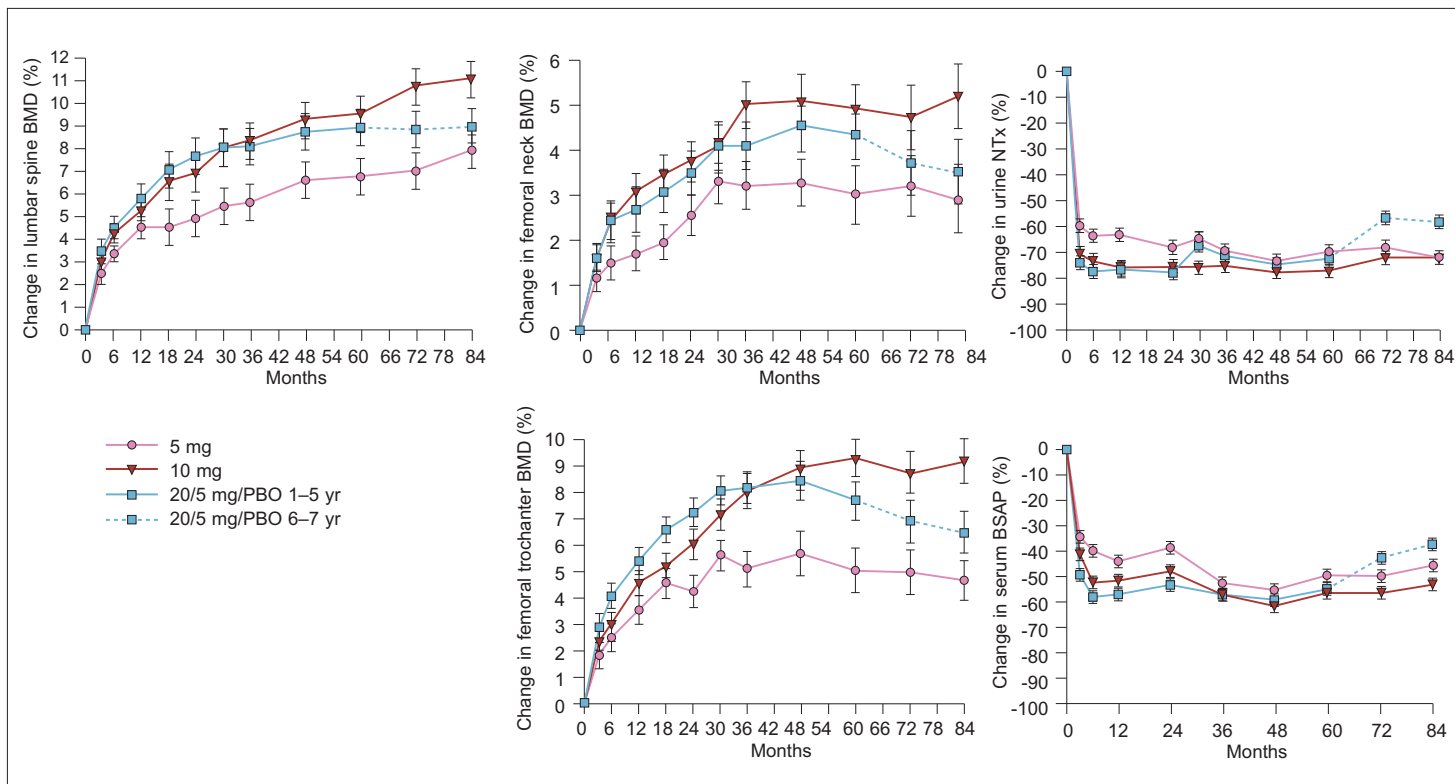 Change in lumbar spine BMD (%)
12
11
10
9
8
7
6
5
4
3
2
1
0
0 6 12 18 24 30 36 42 48 54 60 66 72 78 84
Months
Change in femoral neck BMD (%)
6
5
4
3
2
1
0
0 6 12 18 24 30 36 42 48 54 60 66 72 78 84
Months
Change in urine NTx (%)
-0
-10
-20
-30
-40
-50
-60
-70
-80
-90
-100
0 6 12 18 24 30 36 42 48 54 60 66 72 78 84
Months
5 mg
10 mg
20/5 mg/PBO 1–5 yr
20/5 mg/PBO 6–7 yr
Change in femoral trochanter BMD (%)
10
9
8
7
6
5
4
3
2
1
0
0 6 12 18 24 30 36 42 48 54 60 66 72 78 84
Months
Change in serum BSAP (%)
-0
-10
-20
-30
-40
-50
-60
-70
-80
-90
-100
0 12 24 36 48 60 72 84
Months